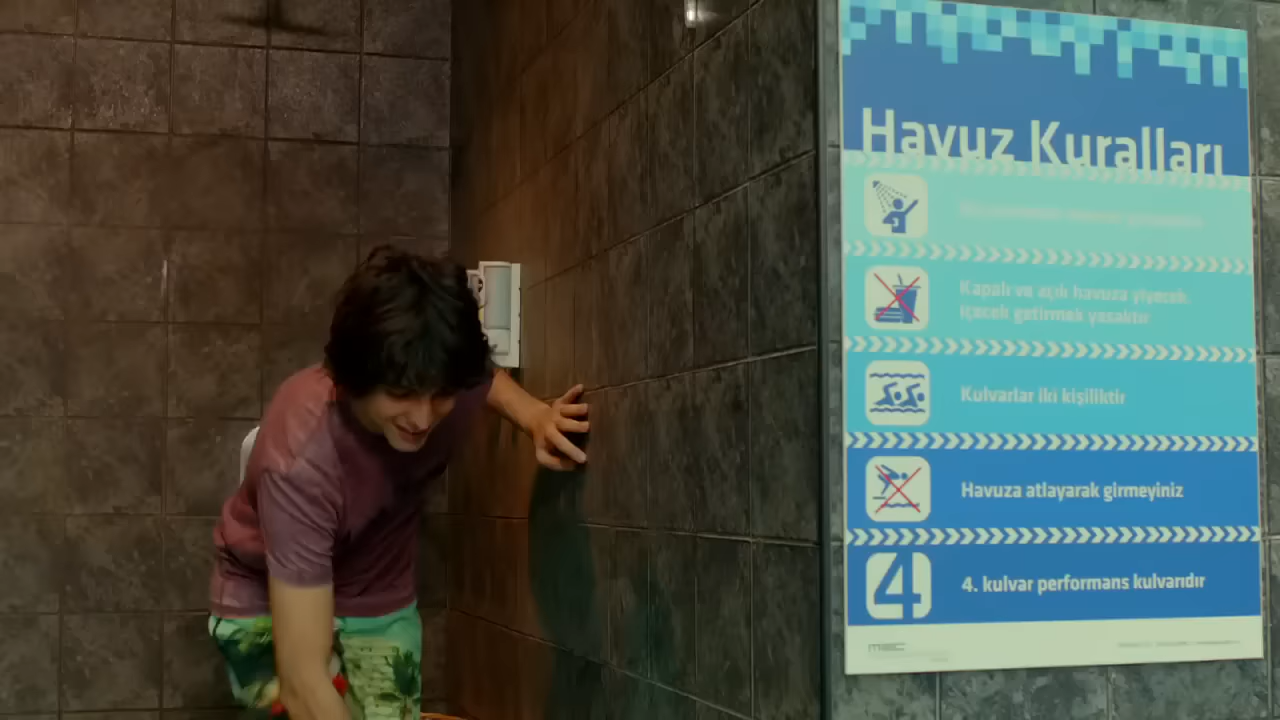 Havuz Kuralları
Kapalı ve açık havuza yiyecek,
içecek getirmek yasaktır
Kulvarlar iki kişiliktir
Havuza atlayarak girmeyiniz
4
4. kulvar performans kulvarıdır